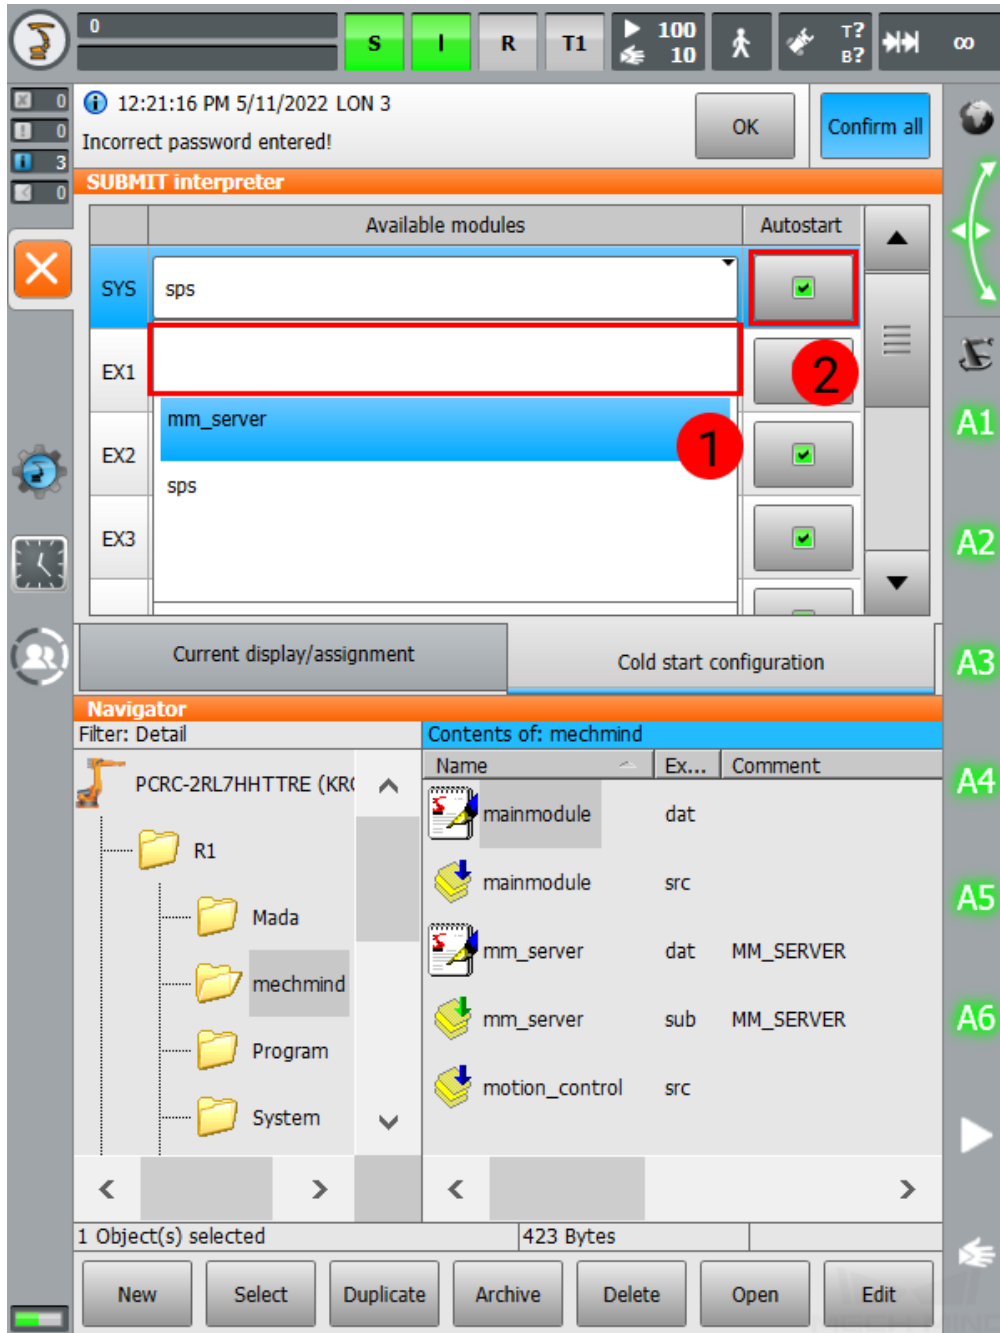 0
S I R T1 100 10 T? B? ∞
0
0
3
0
12:21:16 PM 5/11/2022 LON 3
Incorrect password entered!
OK
Confirm all
SUBMIT interpreter
Available modules Autostart
SYS sps
EX1
2
mm_server
1
EX2
sps
EX3
Current display/assignment Cold start configuration
A1
A2
A3
A4
A5
A6
Navigator
Filter: Detail Contents of: mechmind
Name Ex... Comment
PCRC-2RL7HHTTRE (KR
R1
Mada
mechmind
Program
System
mainmodule dat
mainmodule src
mm_server dat MM_SERVER
mm_server sub MM_SERVER
motion_control src
1 Object(s) selected 423 Bytes
New Select Duplicate Archive Delete Open Edit